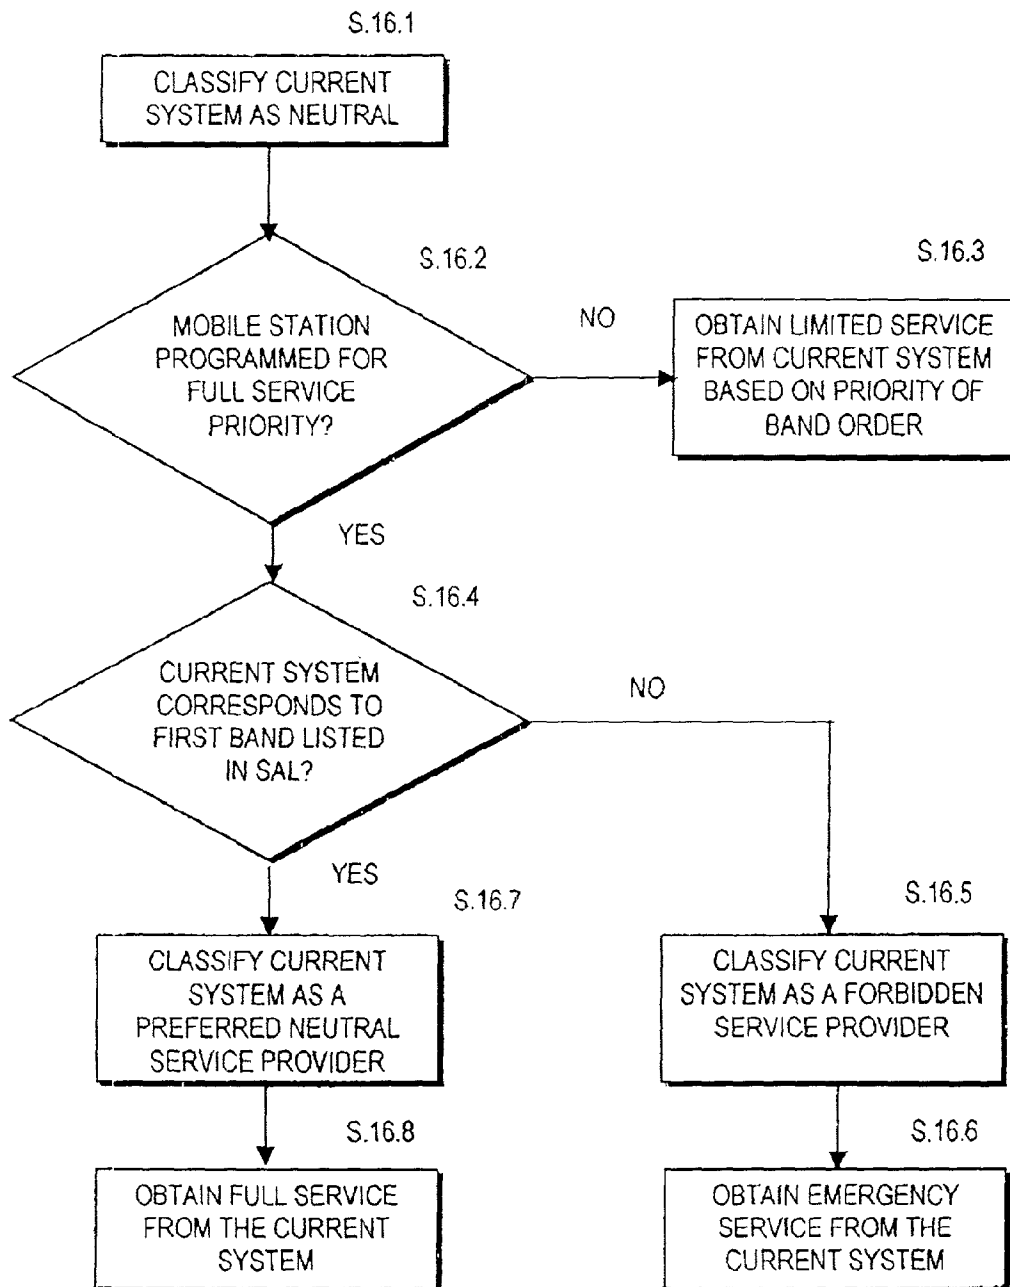 S.16.1
CLASSIFY CURRENT
SYSTEM AS NEUTRAL
S.16.2
MOBILE STATION
PROGRAMMED FOR
FULL SERVICE
PRIORITY?
NO
S.16.3
OBTAIN LIMITED SERVICE
FROM CURRENT SYSTEM
BASED ON PRIORITY OF
BAND ORDER
YES
S.16.4
CURRENT SYSTEM
CORRESPONDS TO
FIRST BAND LISTED
IN SAL?
NO
YES
S.16.7
CLASSIFY CURRENT
SYSTEM AS A
PREFERRED NEUTRAL
SERVICE PROVIDER
S.16.5
CLASSIFY CURRENT
SYSTEM AS A FORBIDDEN
SERVICE PROVIDER
S.16.8
OBTAIN FULL SERVICE
FROM THE CURRENT
SYSTEM
S.16.6
OBTAIN EMERGENCY
SERVICE FROM THE
CURRENT SYSTEM